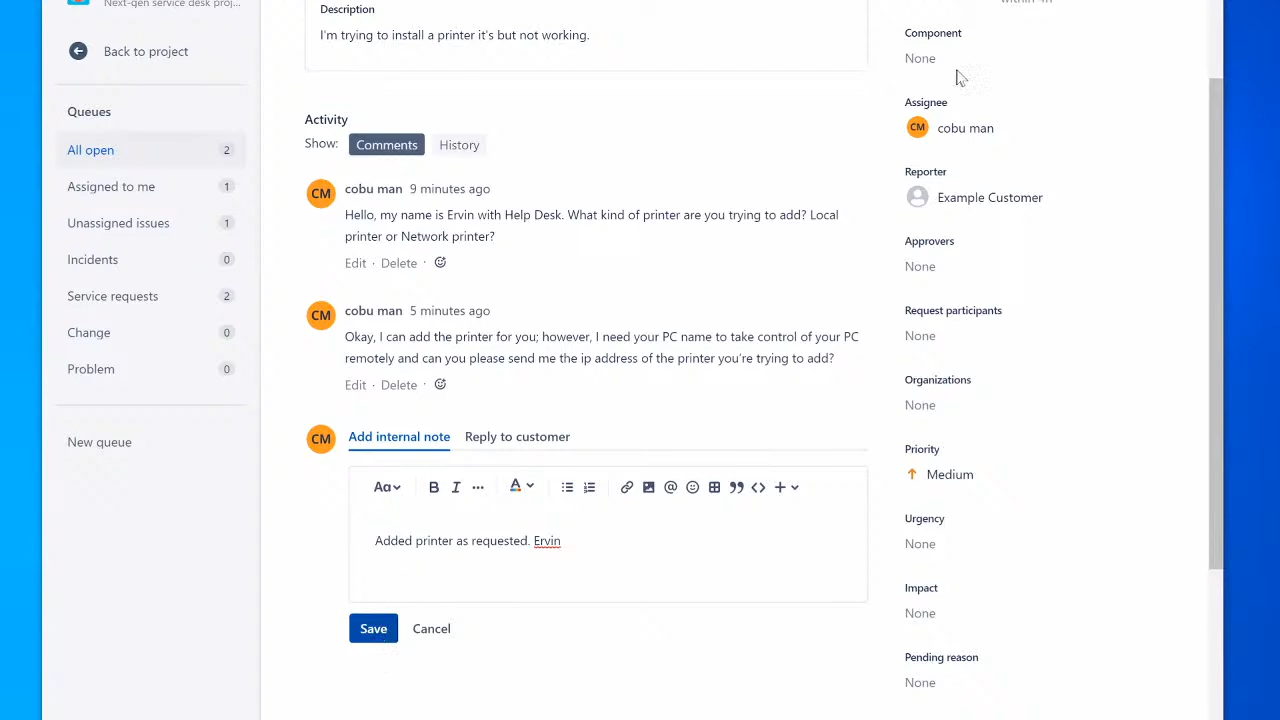 Next-gen service desk proj...
Back to project
Queues
All open 2
Assigned to me 1
Unassigned issues 1
Incidents 0
Service requests 2
Change 0
Problem 0
New queue
Description
I'm trying to install a printer it's but not working.
Activity
Show: Comments History
CM cobu man 9 minutes ago
Hello, my name is Ervin with Help Desk. What kind of printer are you trying to add? Local
printer or Network printer?
Edit · Delete ·
CM cobu man 5 minutes ago
Okay, I can add the printer for you; however, I need your PC name to take control of your PC
remotely and can you please send me the ip address of the printer you're trying to add?
Edit · Delete ·
CM Add internal note Reply to customer
Aa B I ... A
Added printer as requested. Ervin
Save Cancel
within 4h
Component
None
Assignee
CM cobu man
Reporter
Example Customer
Approvers
None
Request participants
None
Organizations
None
Priority
Medium
Urgency
None
Impact
None
Pending reason
None